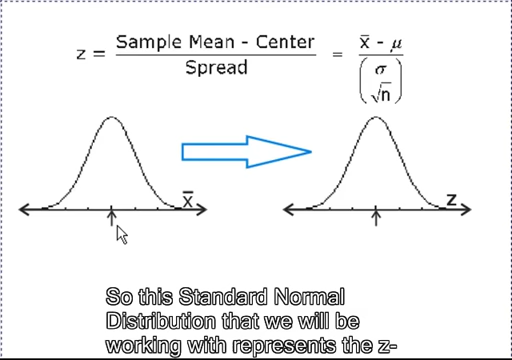 z = Sample Mean - Center / Spread = x̄ - μ / (σ / √n)
x̄
z
So this Standard Normal
Distribution that we will be
working with represents the z-